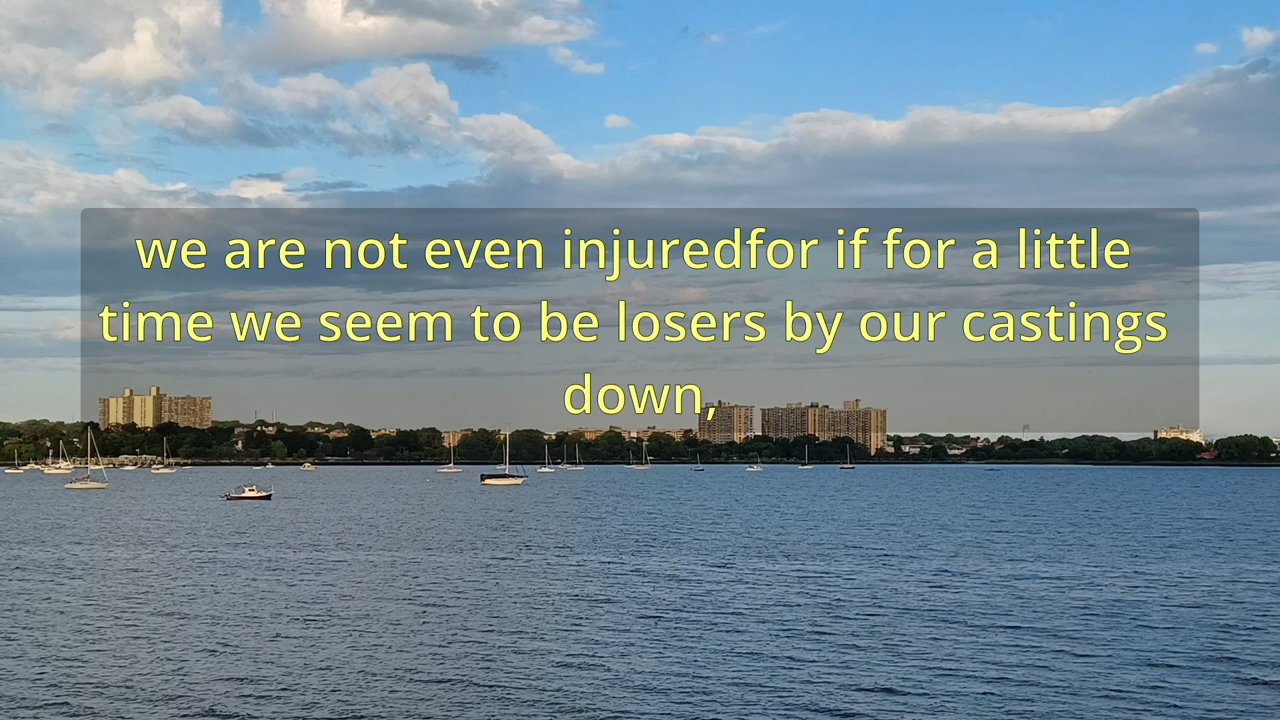 we are not even injuredfor if for a little
time we seem to be losers by our castings
down,